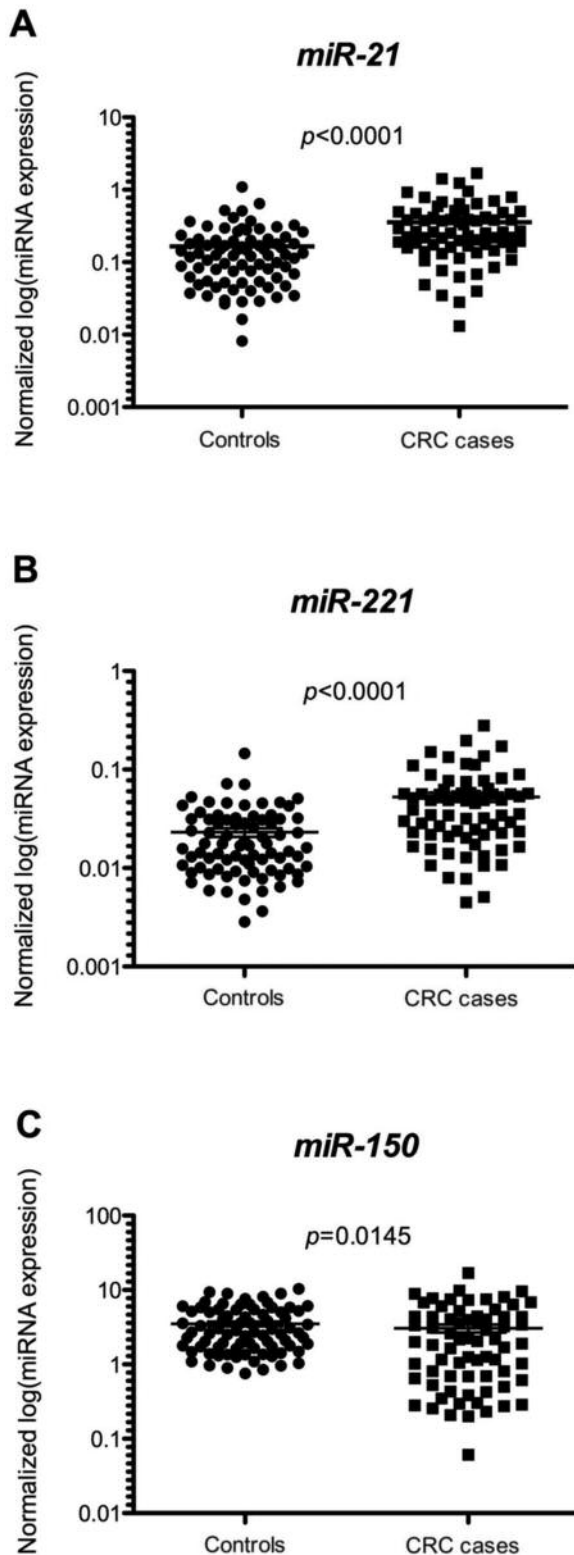 A
miR-21
Normalized log(miRNA expression)
10
p<0.0001
1
0.1
0.01
0.001
Controls
CRC cases
B
miR-221
Normalized log(miRNA expression)
1
p<0.0001
0.1
0.01
0.001
Controls
CRC cases
C
miR-150
Normalized log(miRNA expression)
100
p=0.0145
10
1
0.1
0.01
Controls
CRC cases